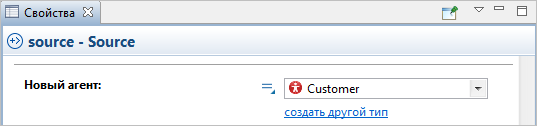 Свойства
source - Source
Новый агент:
Customer
создать другой тип